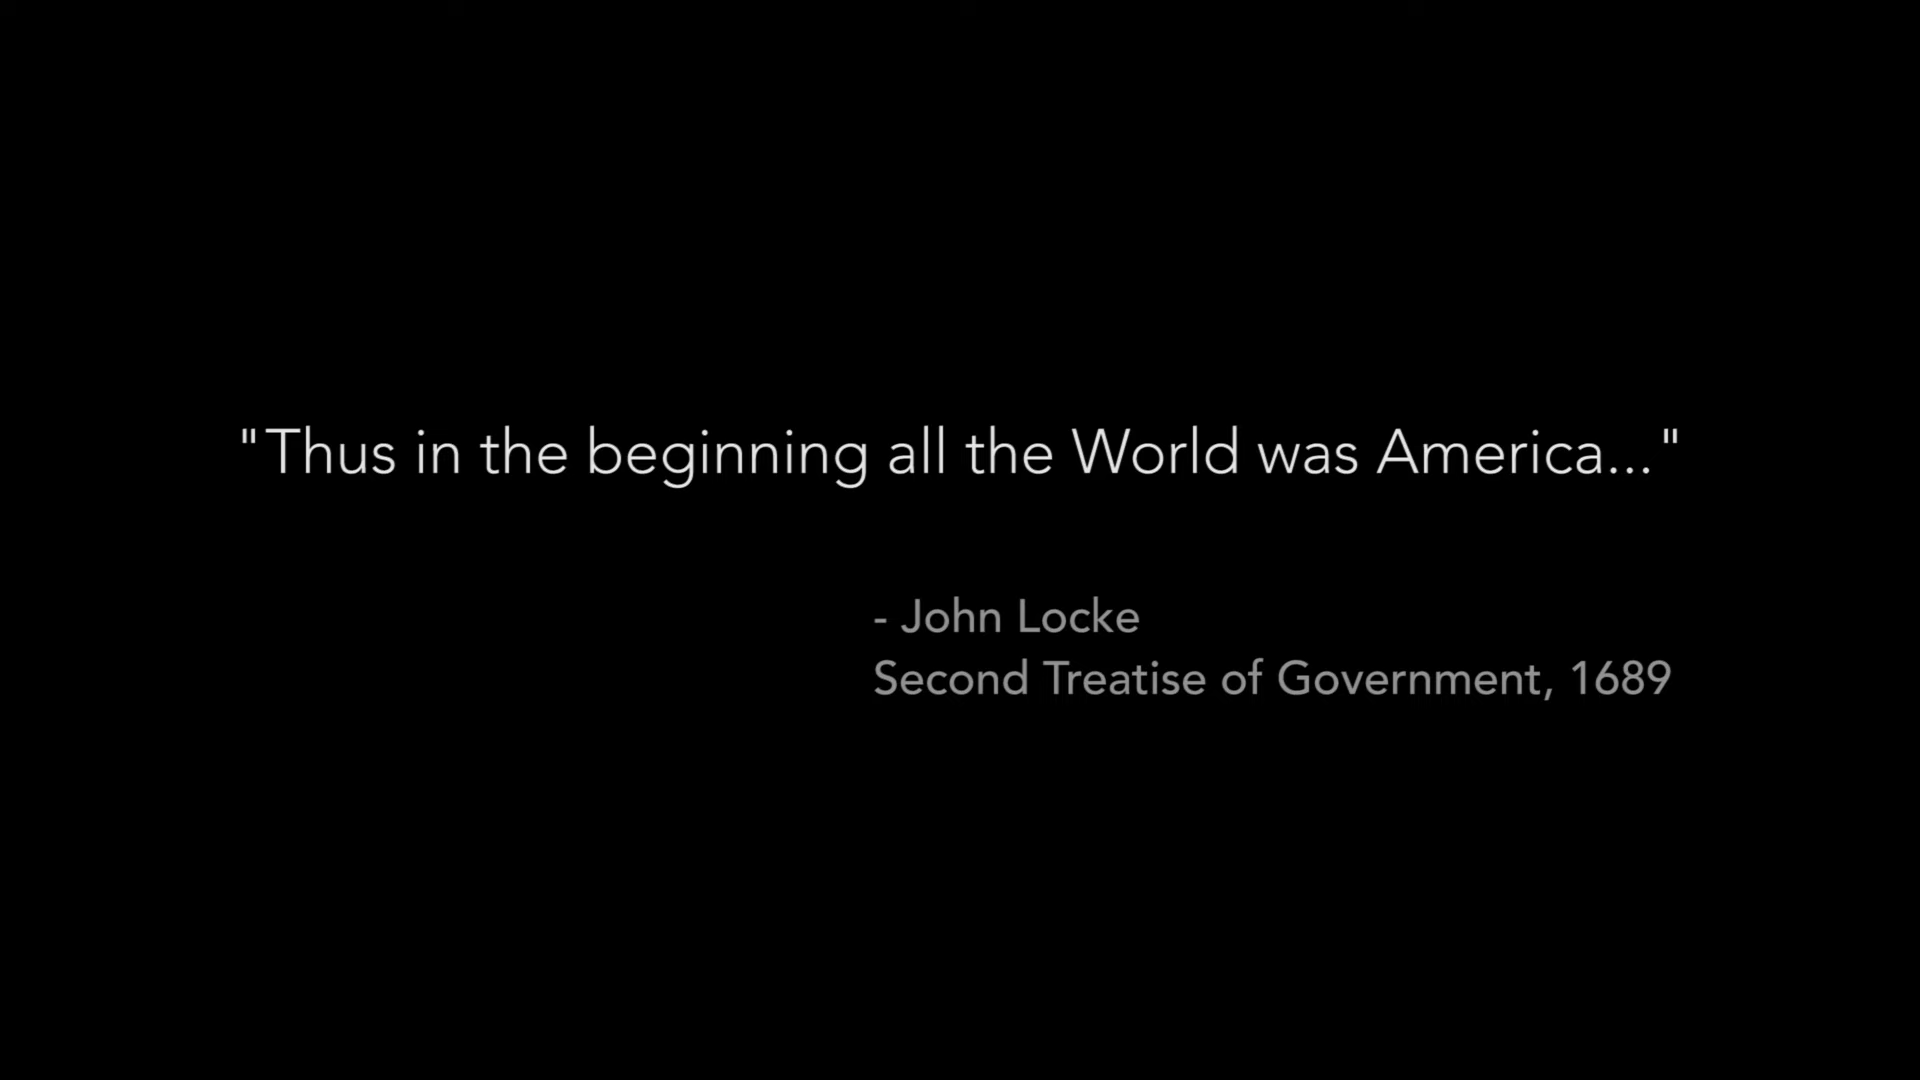 "Thus in the beginning all the World was America..."
- John Locke
Second Treatise of Government, 1689